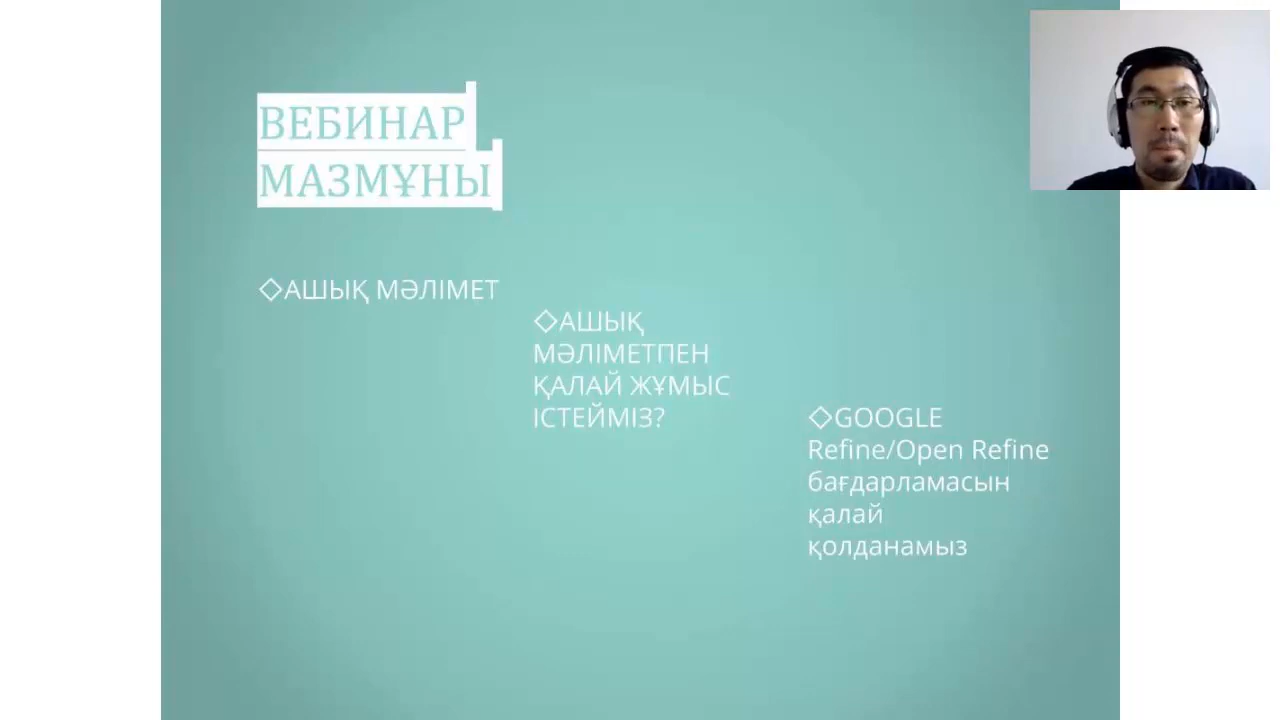 ВЕБИНАР
МАЗМҰНЫ
◇АШЫҚ МӘЛІМЕТ
◇АШЫҚ
МӘЛІМЕТПЕН
ҚАЛАЙ ЖҰМЫС
ІСТЕЙМІЗ?
◇GOOGLE
Refine/Open Refine
бағдарламасын
қалай
қолданамыз